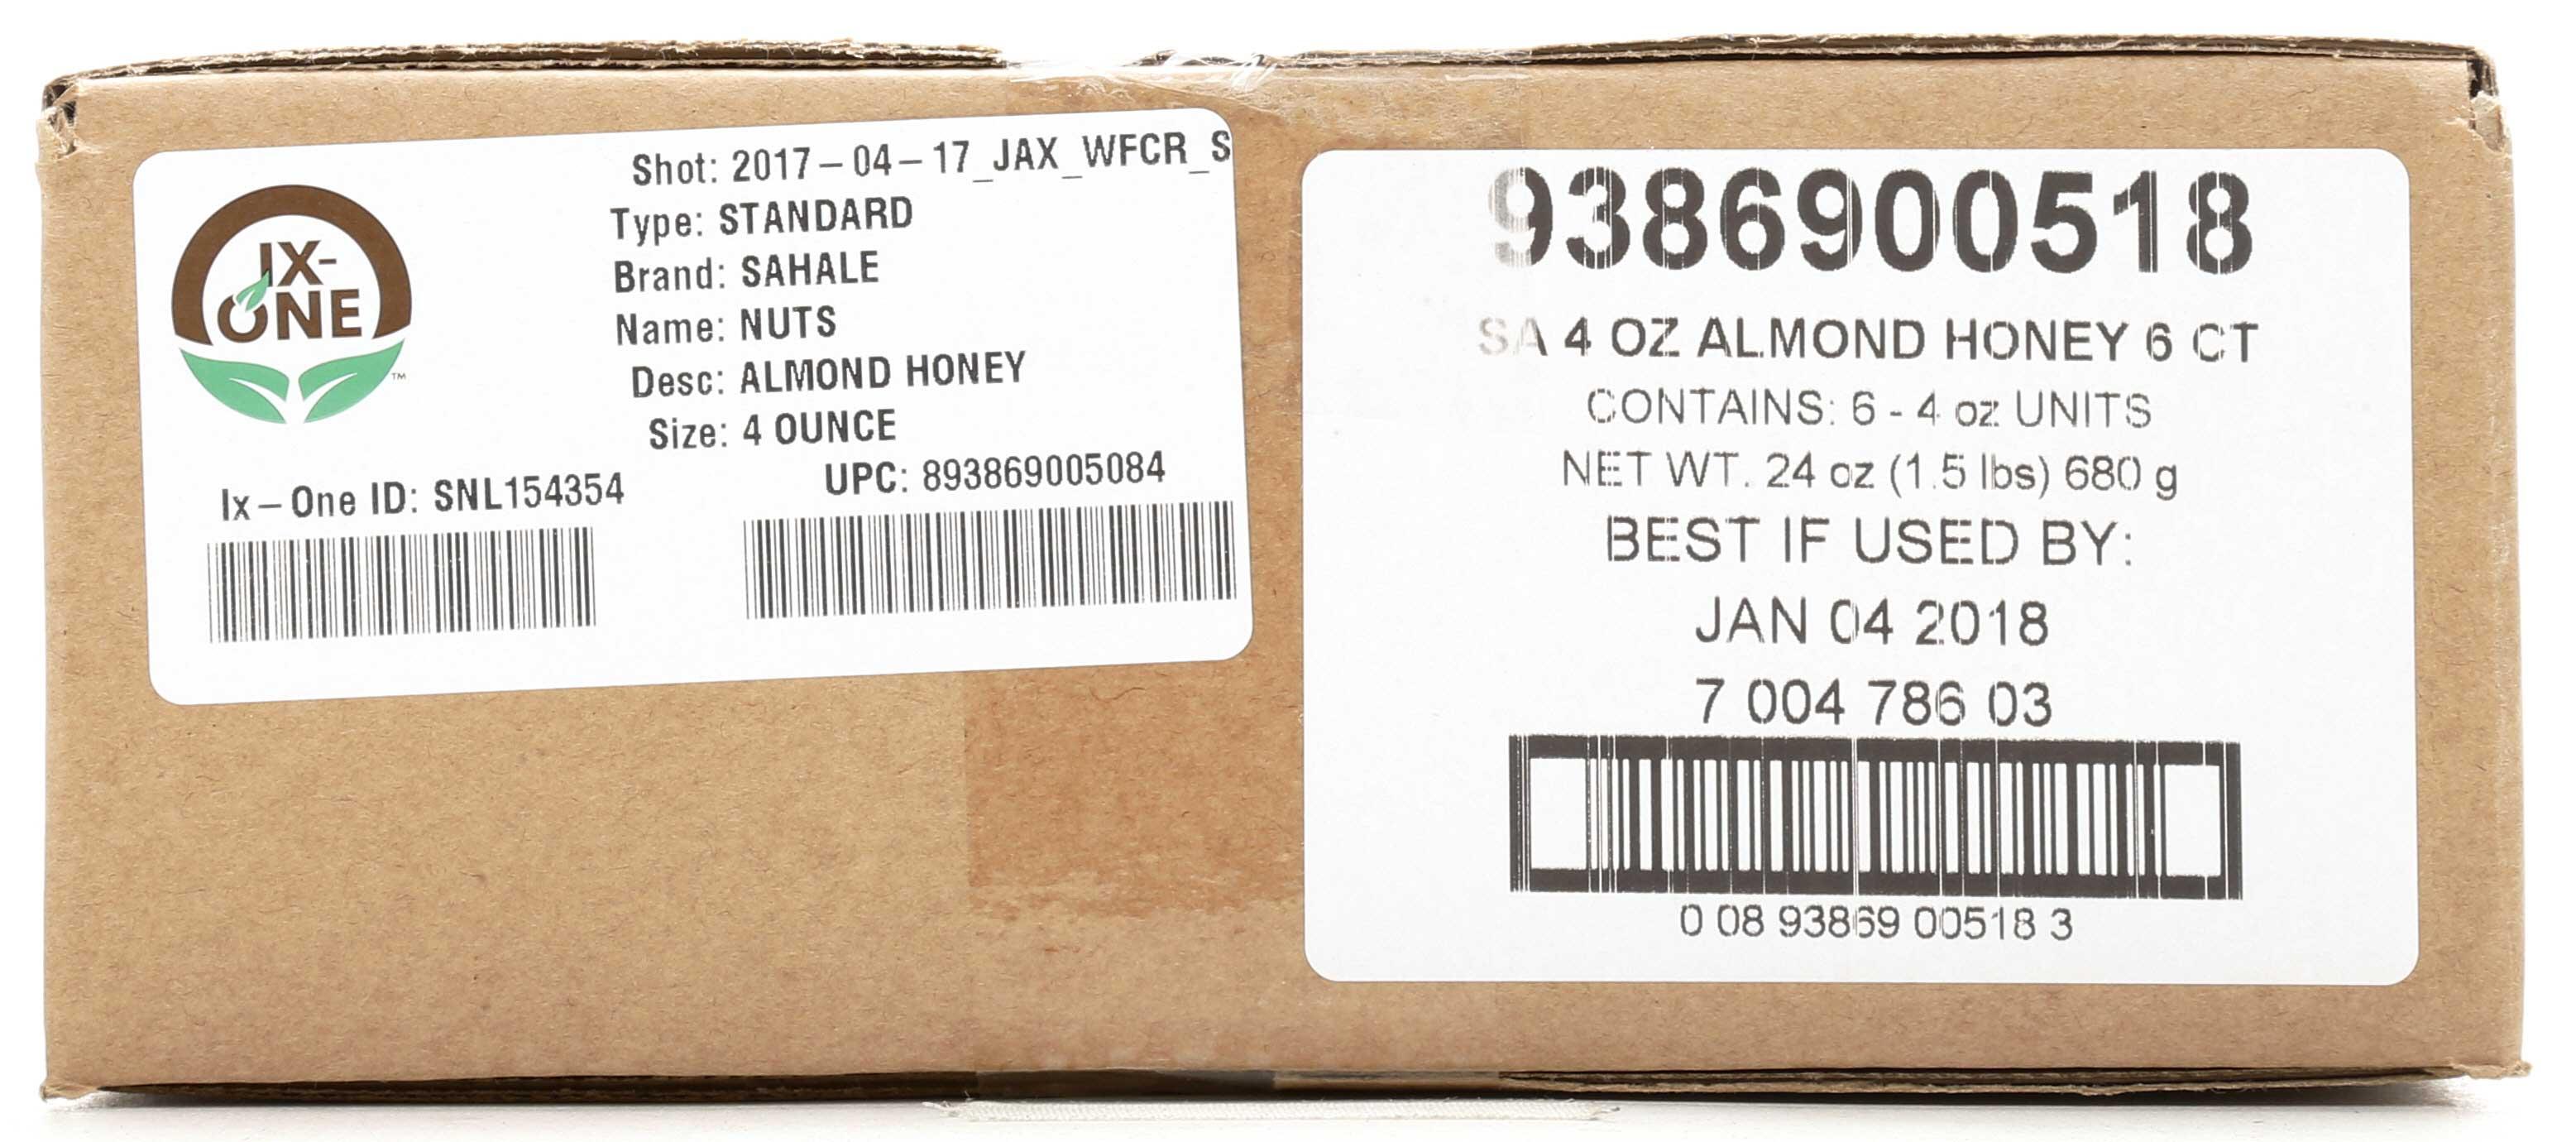 IX-
ONE
TM
Shot: 2017-04-17_JAX_WFCR_S
Type: STANDARD
Brand: SAHALE
Name: NUTS
Desc: ALMOND HONEY
Size: 4 OUNCE
Ix-One ID: SNL154354
UPC: 893869005084
9386900518
SA 4 OZ ALMOND HONEY 6 CT
CONTAINS: 6 - 4 oz UNITS
NET WT. 24 oz (1.5 lbs) 680 g
BEST IF USED BY:
JAN 04 2018
7 004 786 03
0 08 93869 00518 3